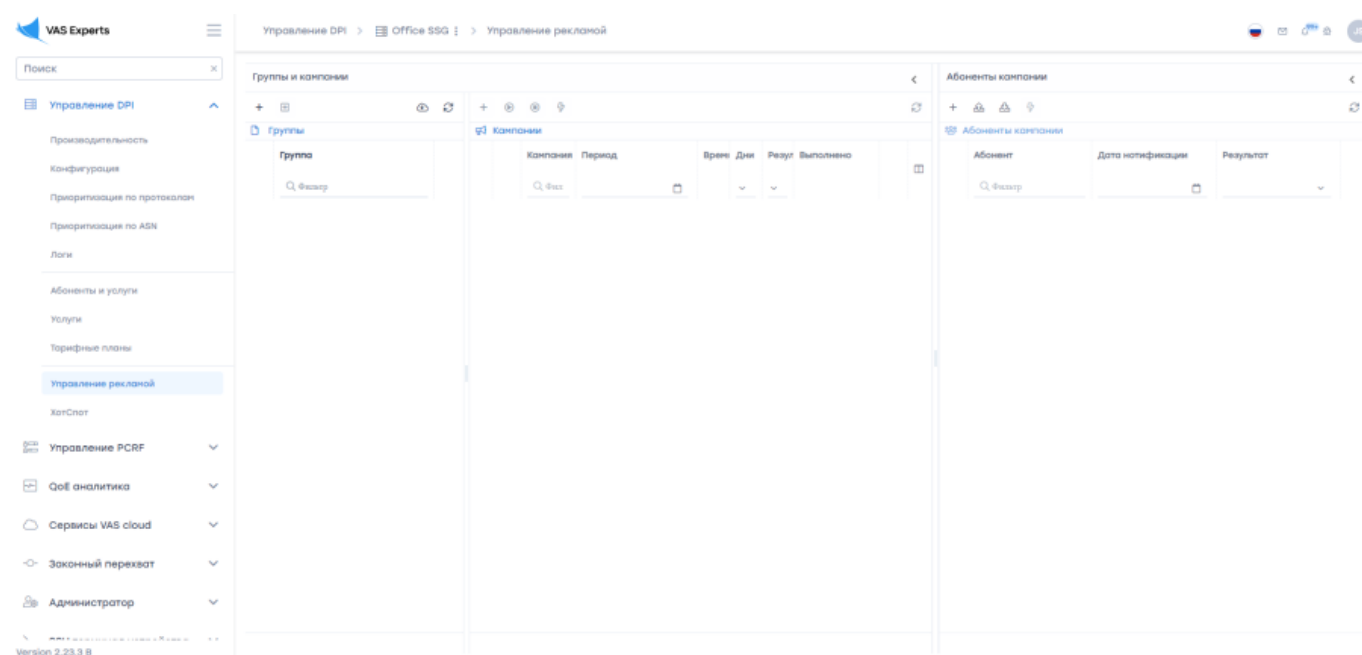 VAS Experts
Управление DPI > Office SSG > Управление рекламой
Поиск
Управление DPI
Производительность
Конфигурация
Приоритизация по протоколам
Приоритизация по ASN
Логи
Абоненты и услуги
Услуги
Тарифные планы
Управление рекламой
ХотСпот
Управление PCRF
QoE аналитика
Сервисы VAS cloud
Законный перехват
Администратор
Version 2.23.3 B
Группы и кампании
Группы
Группа
Фильтр
Кампании
Кампания Период Время Дни Резул Выполнено
Фил
Абоненты кампании
Абоненты кампании
Абонент Дата нотификации Результат
Фильтр